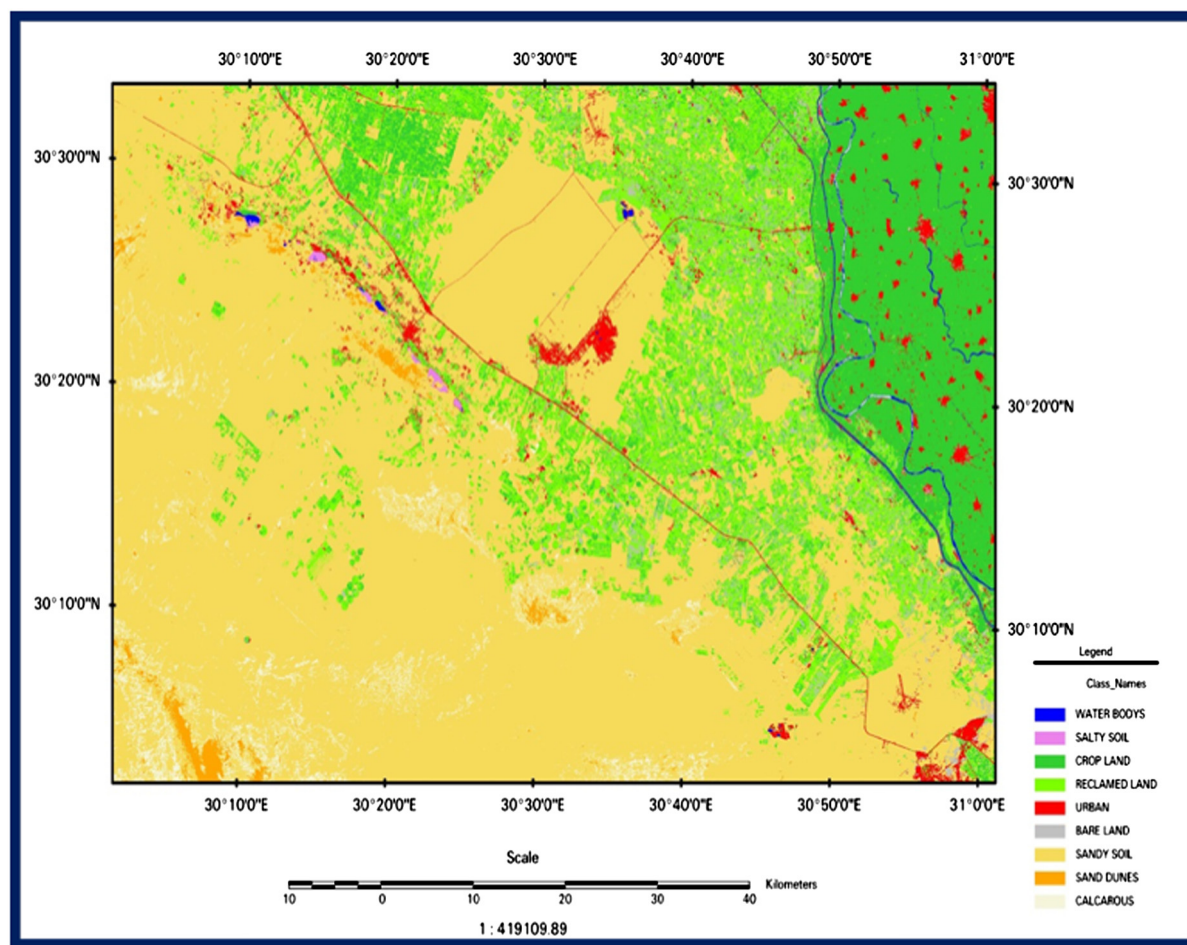 30°10'0"E 30°20'0"E 30°30'0"E 30°40'0"E 30°50'0"E 31°0'0"E
30°30'0"N 30°30'0"N
30°20'0"N 30°20'0"N
30°10'0"N 30°10'0"N
30°10'0"E 30°20'0"E 30°30'0"E 30°40'0"E 30°50'0"E 31°0'0"E
Legend
Class_Names
WATER BODYS
SALTY SOIL
CROP LAND
RECLAMED LAND
URBAN
BARE LAND
SANDY SOIL
SAND DUNES
CALCAROUS
Scale
Kilometers
10 0 10 20 30 40
1 : 419109.89